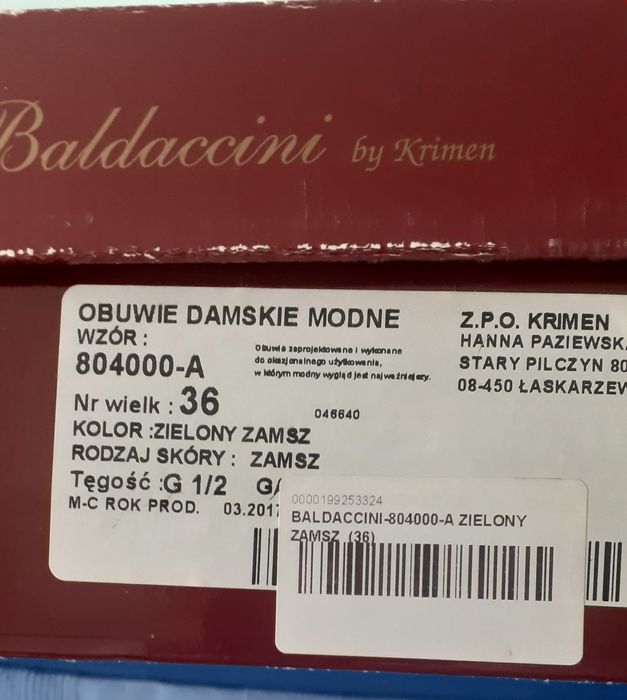 Baldaccini by Krimen
OBUWIE DAMSKIE MODNE
WZÓR :
804000-A
Obuwie zaprojektowane i wykonane
do okazjonalnego użytkowania,
w którym modny wygląd jest najważniejszy.
Nr wielk : 36
046640
KOLOR :ZIELONY ZAMSZ
RODZAJ SKÓRY : ZAMSZ
Tęgość :G 1/2 G/
M-C ROK PROD. 03.2017
Z.P.O. KRIMEN
HANNA PAZIEWSK
STARY PILCZYN 80
08-450 ŁASKARZEW
0000199253324
BALDACCINI-804000-A ZIELONY
ZAMSZ (36)